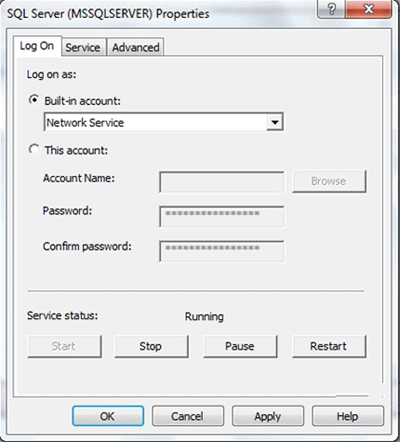 SQL Server (MSSQLSERVER) Properties
Log On Service Advanced
Log on as:
Built-in account:
Network Service
This account:
Account Name: Browse
Password: ****************
Confirm password: ****************
Service status: Running
Start Stop Pause Restart
OK Cancel Apply Help